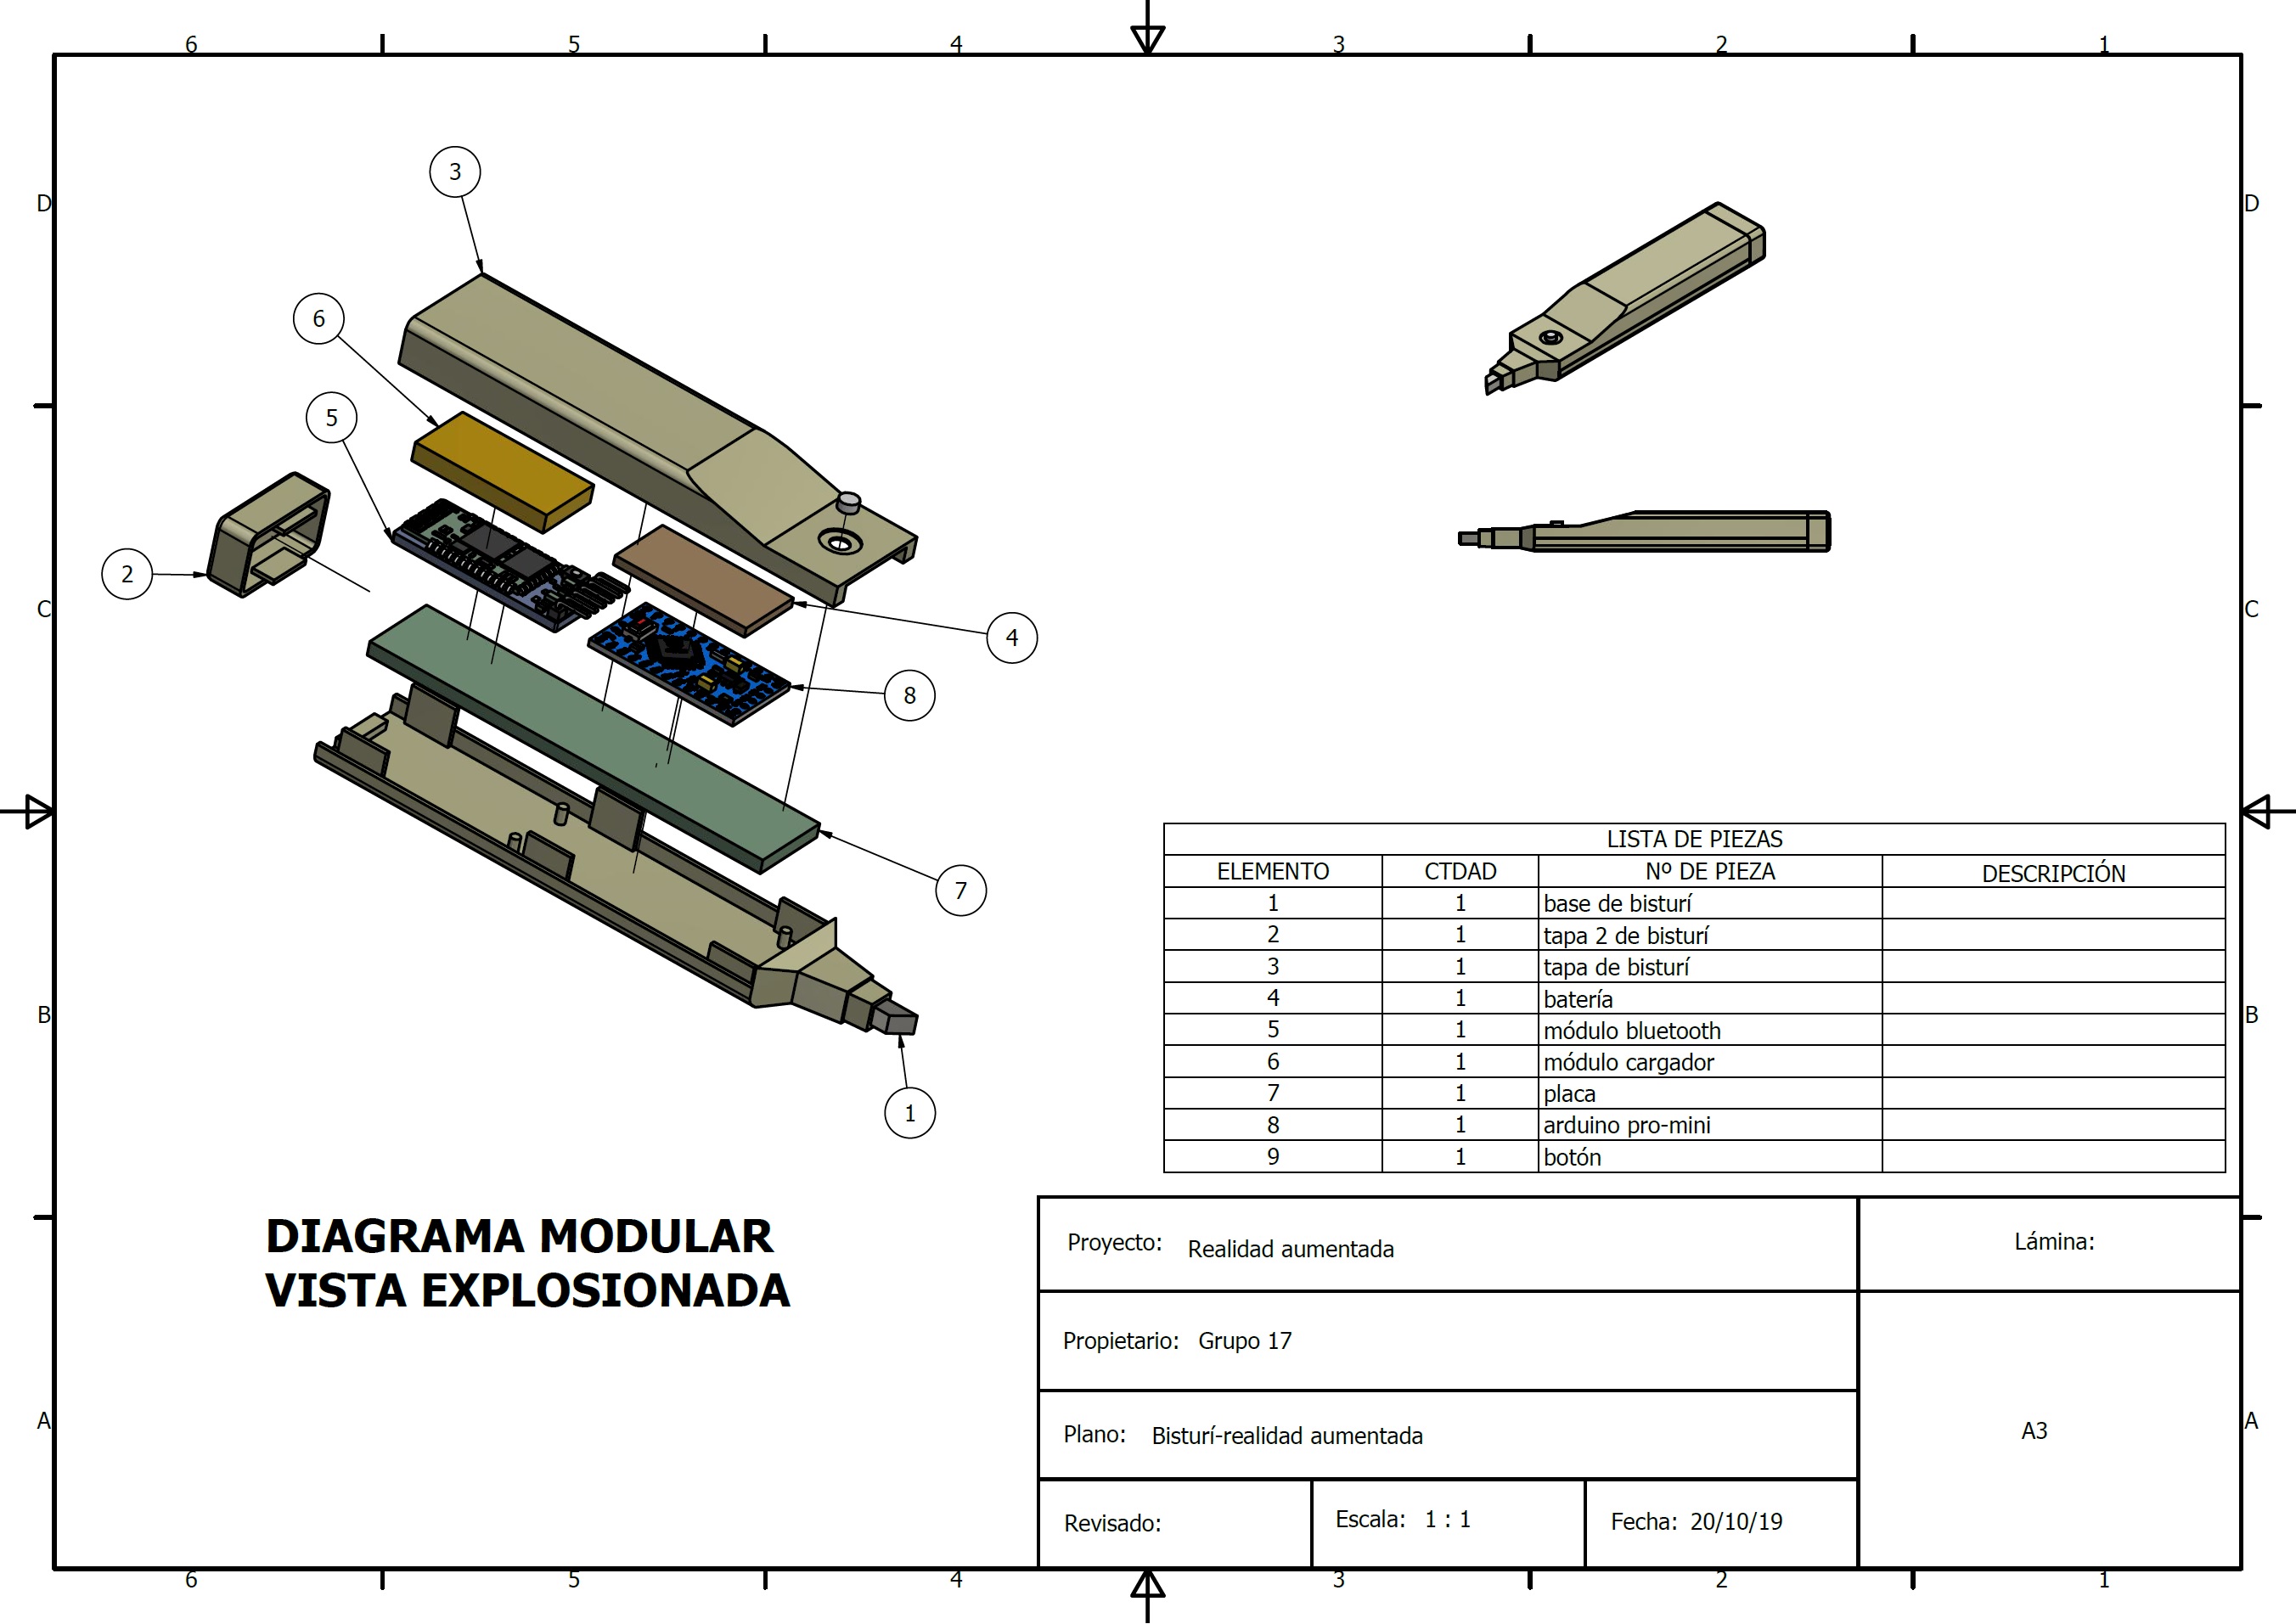 6 5 4 3 2 1
D D
3
6
5
2
C C
4
8
7
1
B B
LISTA DE PIEZAS
ELEMENTO CTDAD Nº DE PIEZA DESCRIPCIÓN
1 1 base de bisturí
2 1 tapa 2 de bisturí
3 1 tapa de bisturí
4 1 batería
5 1 módulo bluetooth
6 1 módulo cargador
7 1 placa
8 1 arduino pro-mini
9 1 botón
DIAGRAMA MODULAR
VISTA EXPLOSIONADA
Proyecto: Realidad aumentada
Lámina:
Propietario: Grupo 17
Plano: Bisturí-realidad aumentada
A3
Revisado: Escala: 1 : 1 Fecha: 20/10/19
A A
6 5 4 3 2 1